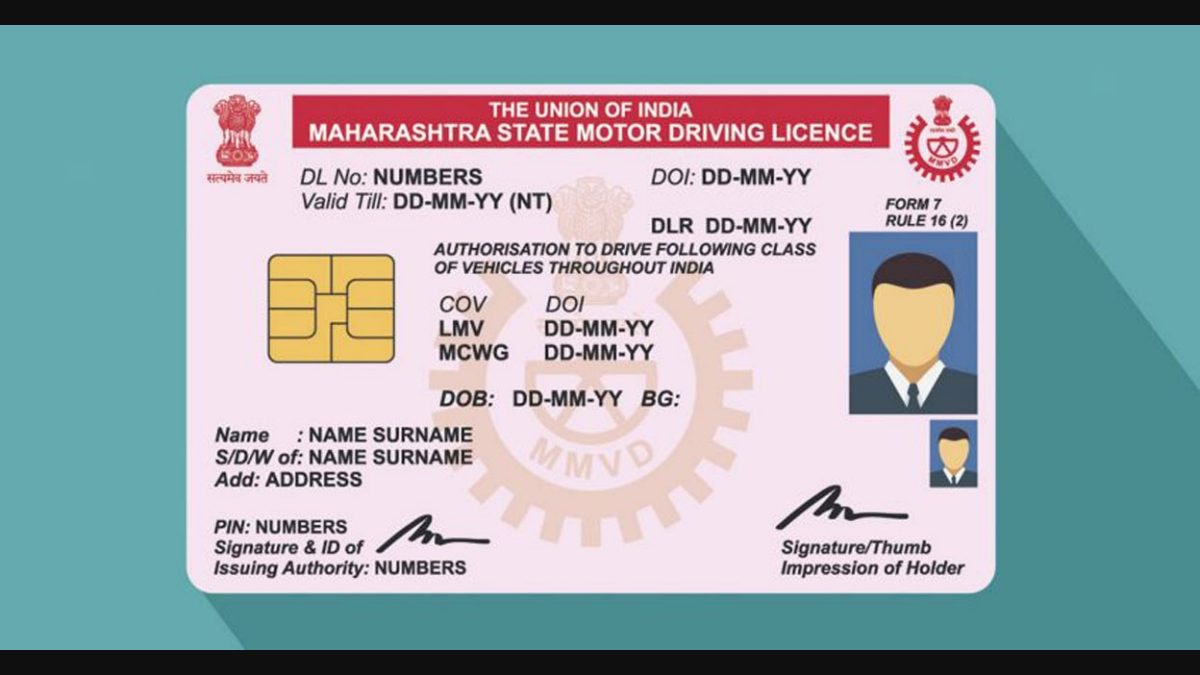 THE UNION OF INDIA
MAHARASHTRA STATE MOTOR DRIVING LICENCE
सत्यमेव जयते
MMVD
DL No: NUMBERS DOI: DD-MM-YY
Valid Till: DD-MM-YY (NT)
DLR DD-MM-YY
FORM 7
RULE 16 (2)
AUTHORISATION TO DRIVE FOLLOWING CLASS
OF VEHICLES THROUGHOUT INDIA
COV DOI
LMV DD-MM-YY
MCWG DD-MM-YY
DOB: DD-MM-YY BG:
MMVD
Name : NAME SURNAME
S/D/W of: NAME SURNAME
Add: ADDRESS
PIN: NUMBERS
Signature & ID of
Issuing Authority: NUMBERS
Signature/Thumb
Impression of Holder